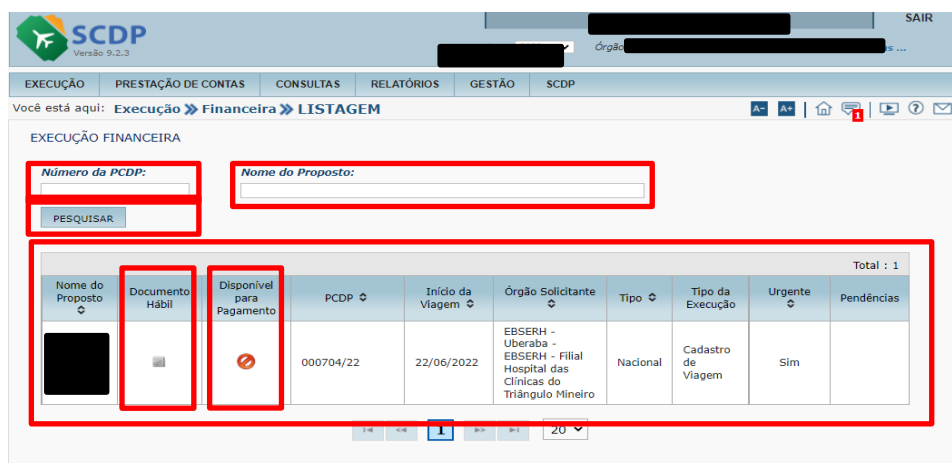 SCDP
Versão 9.2.3
SAIR
Órgão
EXECUÇÃO PRESTAÇÃO DE CONTAS CONSULTAS RELATÓRIOS GESTÃO SCDP
Você está aqui: Execução >> Financeira >> LISTAGEM
A- A+ 1 ?
EXECUÇÃO FINANCEIRA
Número da PCDP: Nome do Proposto:
PESQUISAR
Total : 1
Nome do Proposto
Documento Hábil
Disponível para Pagamento
PCDP
Início da Viagem
Órgão Solicitante
Tipo
Tipo da Execução
Urgente
Pendências
000704/22
22/06/2022
EBSERH -
Uberaba -
EBSERH - Filial
Hospital das
Clínicas do
Triângulo Mineiro
Nacional
Cadastro
de
Viagem
Sim
1 20